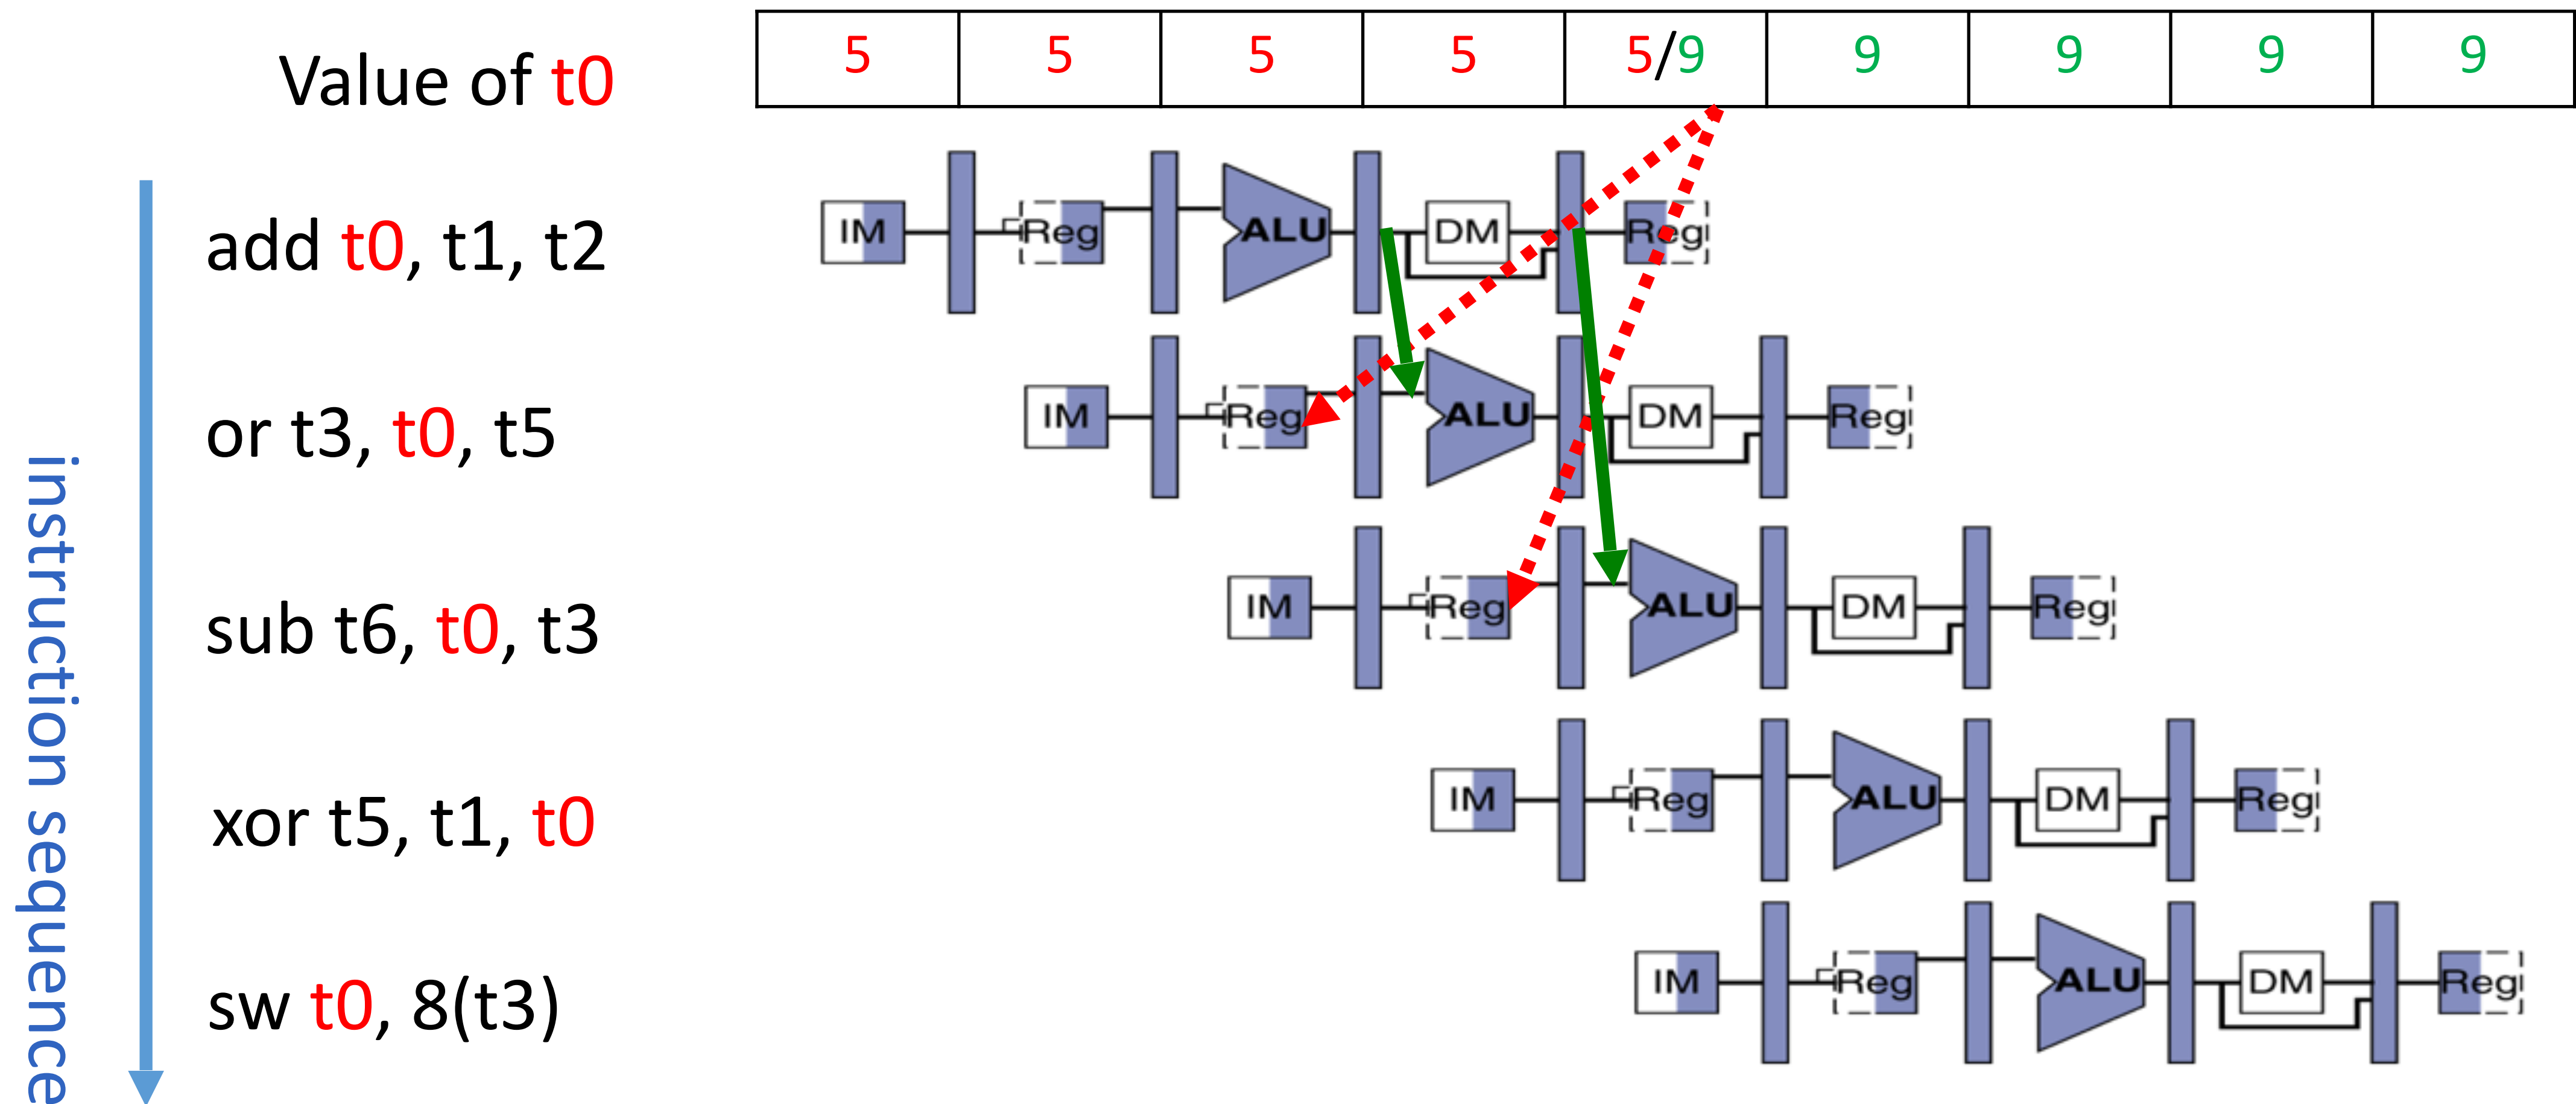 Value of t0 5 5 5 5 5/9 9 9 9 9
add t0, t1, t2 IM Reg ALU DM Reg
or t3, t0, t5 IM Reg ALU DM Reg
sub t6, t0, t3 IM Reg ALU DM Reg
xor t5, t1, t0 IM Reg ALU DM Reg
sw t0, 8(t3) IM Reg ALU DM Reg
instruction sequence